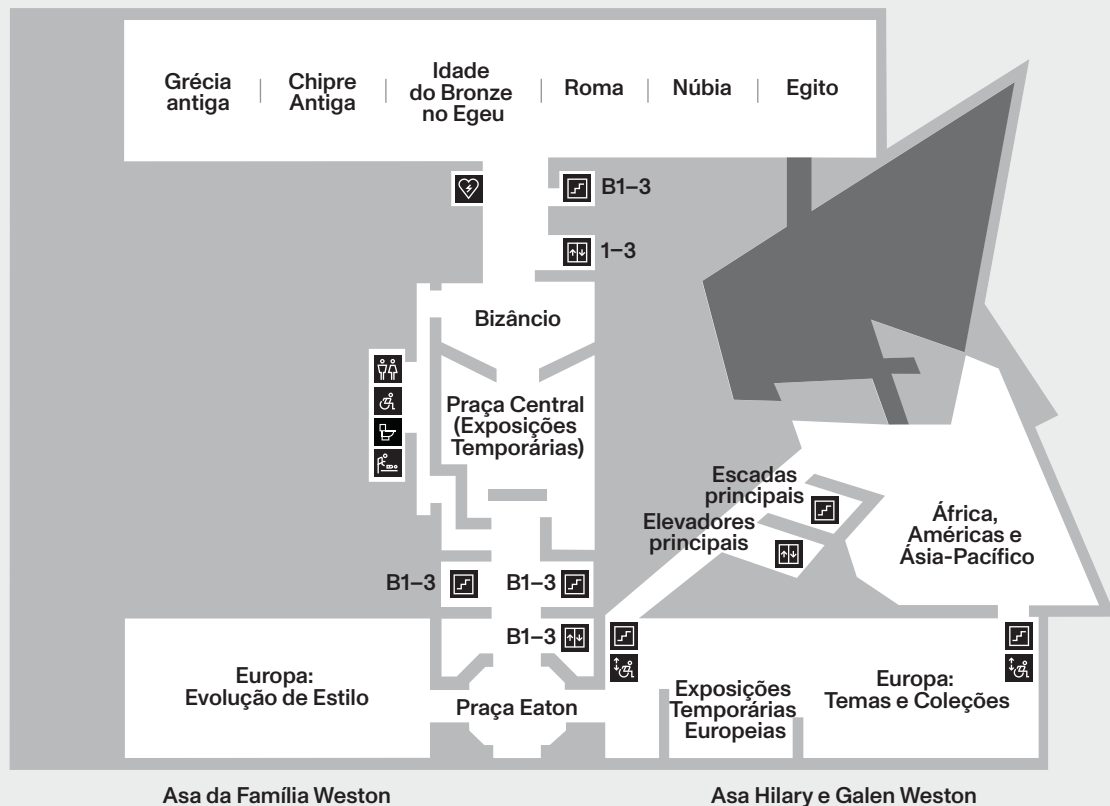 Grécia
antiga
Chipre
Antiga
Idade
do Bronze
no Egeu
Roma
Núbia
Egito
B1–3
1–3
Bizâncio
Praça Central
(Exposições
Temporárias)
Escadas
principais
Elevadores
principais
África,
Américas e
Ásia-Pacífico
B1–3
B1–3
B1–3
Europa:
Evolução de Estilo
Praça Eaton
Exposições
Temporárias
Europeias
Europa:
Temas e Coleções
Asa da Família Weston
Asa Hilary e Galen Weston